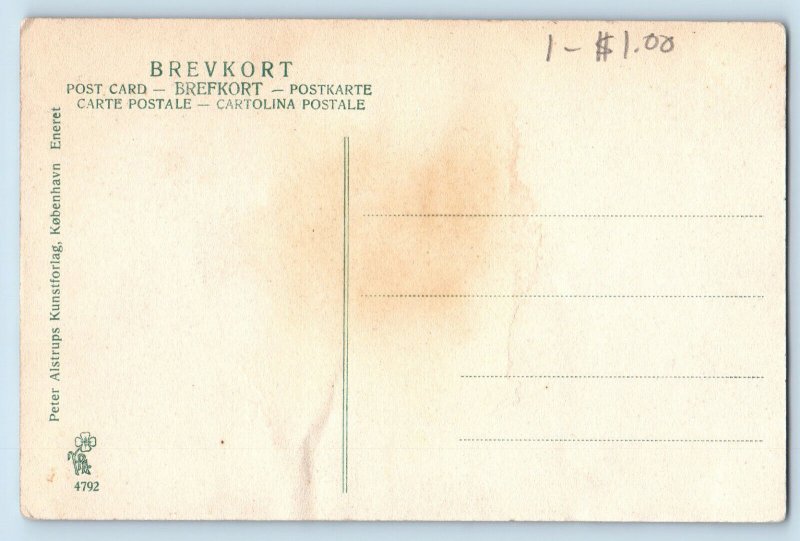 1 - $1.00
BREVKORT
POST CARD — BREFKORT — POSTKARTE
CARTE POSTALE — CARTOLINA POSTALE
Peter Alstrups Kunstforlag, København Eneret
4792